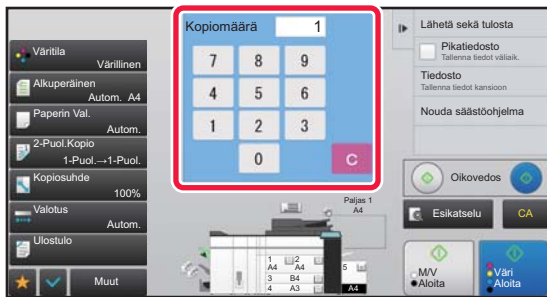 Väritila
Värillinen
Alkuperäinen
Autom. A4
Paperin Val.
Autom.
2-Puol.Kopio
1-Puol.→1-Puol.
Kopiosuhde
100%
Valotus
Autom.
Ulostulo
Muut
Kopiomäärä 1
7 8 9
4 5 6
1 2 3
0 C
Paljas 1
A4
1 2
A4 A4
3 B4
4 A3
5
A4
Lähetä sekä tulosta
Pikatiedosto
Tallenna tiedot väliaik.
Tiedosto
Tallenna tiedot kansioon
Nouda säästöohjelma
Oikovedos
Esikatselu CA
M/V
Aloita
Väri
Aloita